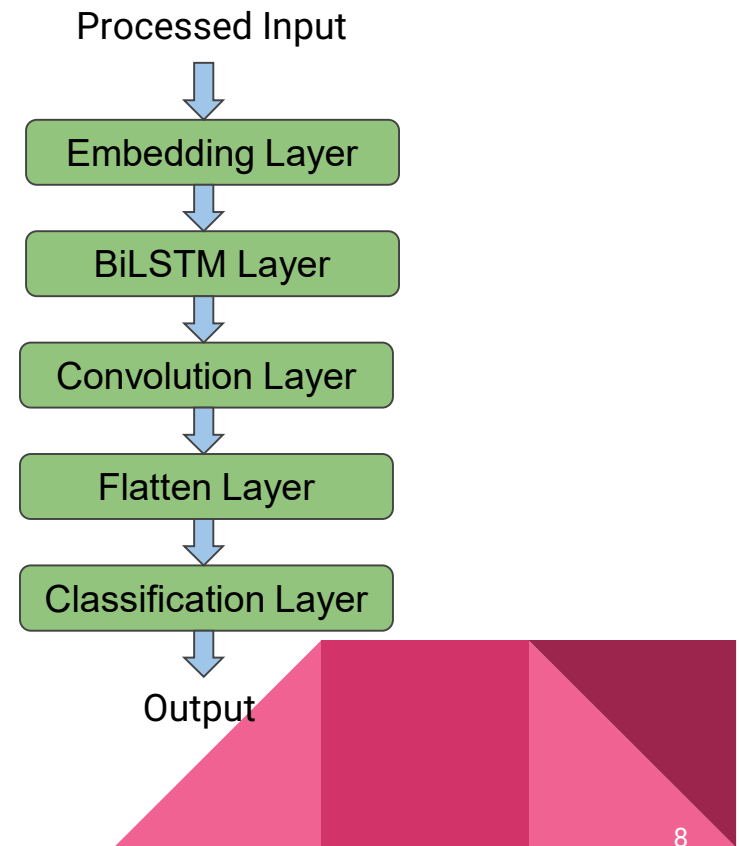 Processed Input
Embedding Layer
BiLSTM Layer
Convolution Layer
Flatten Layer
Classification Layer
Output
8